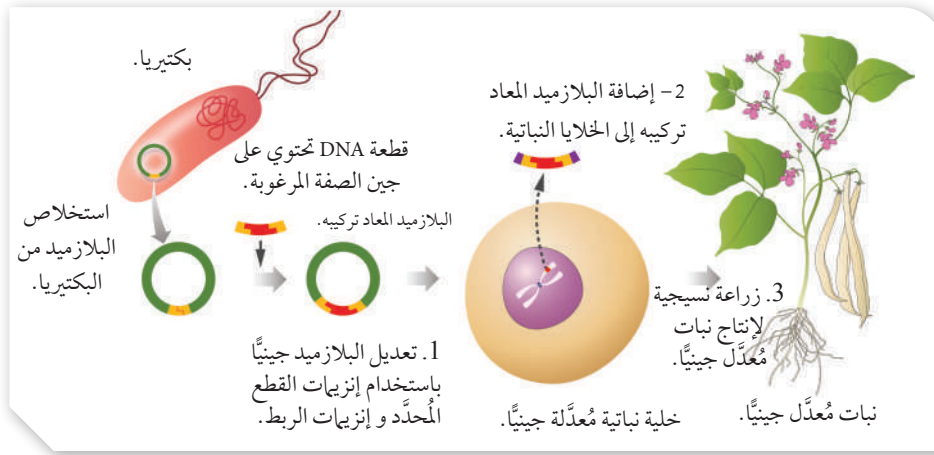 بكتيريا.
استخلاص
البلازميد من
البكتيريا.
قطعة DNA تحتوي على
جين الصفة المرغوبة.
البلازميد المعاد تركيبه.
1. تعديل البلازميد جينيًّا
باستخدام إنزيمات القطع
المُحدَّد و إنزيمات الربط.
2- إضافة البلازميد المعاد
تركيبه إلى الخلايا النباتية.
خلية نباتية مُعدَّلة جينيًّا.
3. زراعة نسيجية
لإنتاج نبات
مُعدَّل جينيًّا.
نبات مُعدَّل جينيًّا.